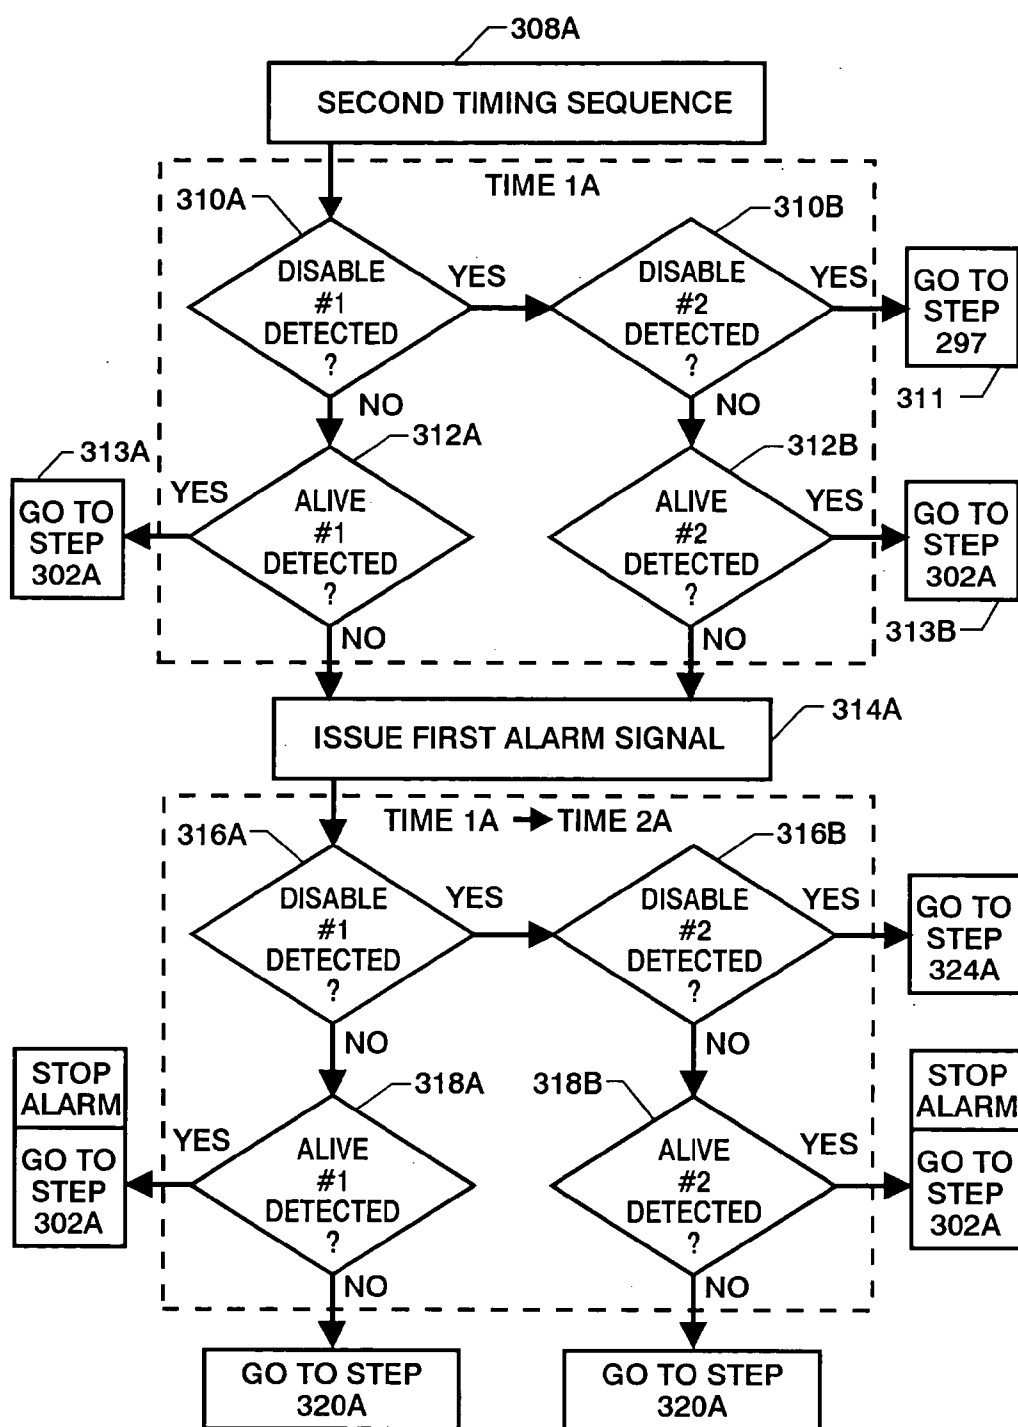 308A
SECOND TIMING SEQUENCE
TIME 1A
310A
310B
DISABLE
#1
DETECTED
?
YES
DISABLE
#2
DETECTED
?
YES
GO TO
STEP
297
311
NO
NO
312A
312B
313A
GO TO
STEP
302A
YES
ALIVE
#1
DETECTED
?
ALIVE
#2
DETECTED
?
YES
GO TO
STEP
302A
313B
NO
NO
314A
ISSUE FIRST ALARM SIGNAL
TIME 1A → TIME 2A
316A
316B
DISABLE
#1
DETECTED
?
YES
DISABLE
#2
DETECTED
?
YES
GO TO
STEP
324A
NO
NO
318A
318B
STOP
ALARM
GO TO
STEP
302A
YES
ALIVE
#1
DETECTED
?
ALIVE
#2
DETECTED
?
YES
STOP
ALARM
GO TO
STEP
302A
NO
NO
GO TO STEP
320A
GO TO STEP
320A